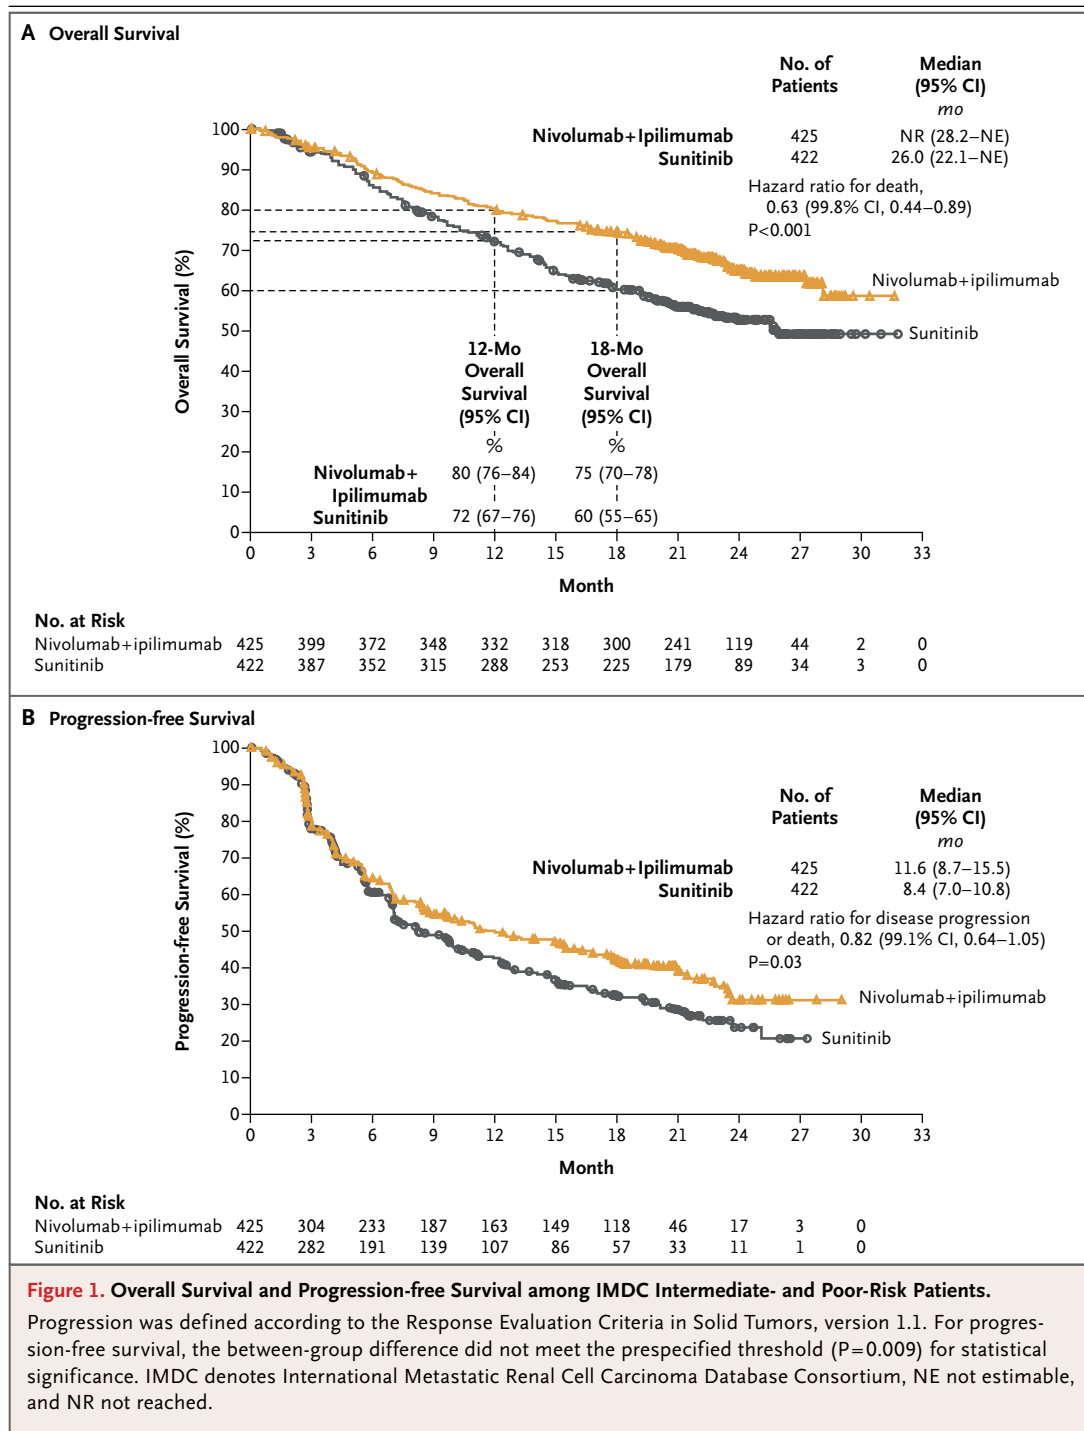 A Overall Survival
No. of Patients
Median (95% CI)
mo
Nivolumab+Ipilimumab 425 NR (28.2–NE)
Sunitinib 422 26.0 (22.1–NE)
Hazard ratio for death,
0.63 (99.8% CI, 0.44–0.89)
P<0.001
Overall Survival (%)
100
90
80
70
60
50
40
30
20
10
0
Nivolumab+ipilimumab
Sunitinib
12-Mo Overall Survival (95% CI)
18-Mo Overall Survival (95% CI)
% %
Nivolumab+ Ipilimumab 80 (76–84) 75 (70–78)
Sunitinib 72 (67–76) 60 (55–65)
0 3 6 9 12 15 18 21 24 27 30 33
Month
No. at Risk
Nivolumab+ipilimumab 425 399 372 348 332 318 300 241 119 44 2 0
Sunitinib 422 387 352 315 288 253 225 179 89 34 3 0
B Progression-free Survival
No. of Patients
Median (95% CI)
mo
Nivolumab+Ipilimumab 425 11.6 (8.7–15.5)
Sunitinib 422 8.4 (7.0–10.8)
Hazard ratio for disease progression
or death, 0.82 (99.1% CI, 0.64–1.05)
P=0.03
Progression-free Survival (%)
100
90
80
70
60
50
40
30
20
10
0
Nivolumab+ipilimumab
Sunitinib
0 3 6 9 12 15 18 21 24 27 30 33
Month
No. at Risk
Nivolumab+ipilimumab 425 304 233 187 163 149 118 46 17 3 0
Sunitinib 422 282 191 139 107 86 57 33 11 1 0
Figure 1. Overall Survival and Progression-free Survival among IMDC Intermediate- and Poor-Risk Patients.
Progression was defined according to the Response Evaluation Criteria in Solid Tumors, version 1.1. For progres-
sion-free survival, the between-group difference did not meet the prespecified threshold (P=0.009) for statistical
significance. IMDC denotes International Metastatic Renal Cell Carcinoma Database Consortium, NE not estimable,
and NR not reached.